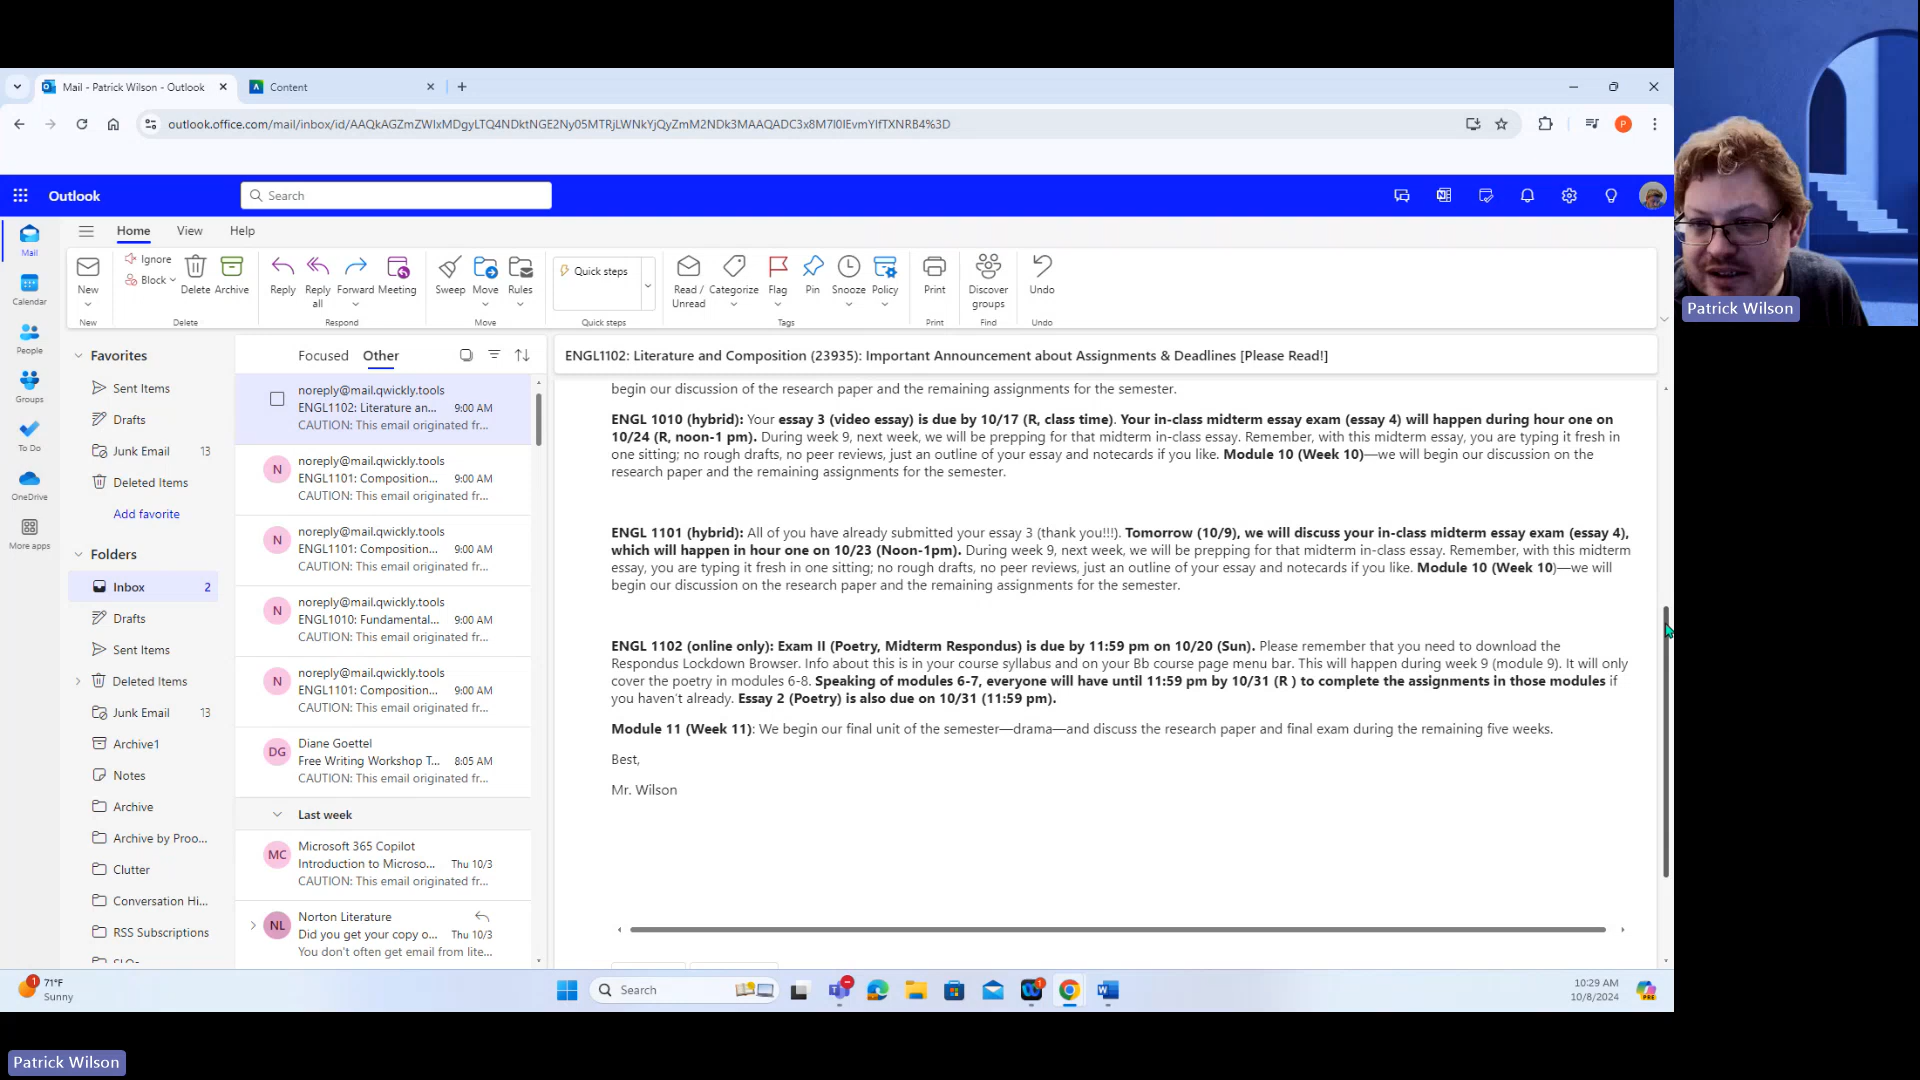 Mail - Patrick Wilson - Outlook
Content
outlook.office.com/mail/inbox/id/AAQkAGZmZWIxMDgyLTQ4NDktNGE2Ny05MTRjLWNkYjQyZmM2NDk3MAAQADC3x8M7I0IEvmYIfTXNRB4%3D
P
Outlook
Search
Home
View
Help
Mail
Calendar
People
Groups
To Do
OneDrive
More apps
New
Ignore
Block
Delete
Archive
Reply
Reply all
Forward
Meeting
Sweep
Move
Rules
Quick steps
Read / Unread
Categorize
Flag
Pin
Snooze
Policy
Print
Discover groups
Undo
New
Delete
Respond
Move
Quick steps
Tags
Print
Find
Undo
Favorites
Sent Items
Drafts
Junk Email 13
Deleted Items
Add favorite
Folders
Inbox 2
Drafts
Sent Items
Deleted Items
Junk Email 13
Archive1
Notes
Archive
Archive by Proo...
Clutter
Conversation Hi...
RSS Subscriptions
Focused
Other
noreply@mail.qwickly.tools
ENGL1102: Literature an... 9:00 AM
CAUTION: This email originated fr...
N
noreply@mail.qwickly.tools
ENGL1101: Composition... 9:00 AM
CAUTION: This email originated fr...
N
noreply@mail.qwickly.tools
ENGL1101: Composition... 9:00 AM
CAUTION: This email originated fr...
N
noreply@mail.qwickly.tools
ENGL1010: Fundamental... 9:00 AM
CAUTION: This email originated fr...
N
noreply@mail.qwickly.tools
ENGL1101: Composition... 9:00 AM
CAUTION: This email originated fr...
DG
Diane Goettel
Free Writing Workshop T... 8:05 AM
CAUTION: This email originated fr...
Last week
MC
Microsoft 365 Copilot
Introduction to Microso... Thu 10/3
CAUTION: This email originated fr...
NL
Norton Literature
Did you get your copy o... Thu 10/3
You don't often get email from lite...
ENGL1102: Literature and Composition (23935): Important Announcement about Assignments & Deadlines [Please Read!]
begin our discussion of the research paper and the remaining assignments for the semester.
ENGL 1010 (hybrid): Your essay 3 (video essay) is due by 10/17 (R, class time). Your in-class midterm essay exam (essay 4) will happen during hour one on
10/24 (R, noon-1 pm). During week 9, next week, we will be prepping for that midterm in-class essay. Remember, with this midterm essay, you are typing it fresh in
one sitting; no rough drafts, no peer reviews, just an outline of your essay and notecards if you like. Module 10 (Week 10)—we will begin our discussion on the
research paper and the remaining assignments for the semester.
ENGL 1101 (hybrid): All of you have already submitted your essay 3 (thank you!!!). Tomorrow (10/9), we will discuss your in-class midterm essay exam (essay 4),
which will happen in hour one on 10/23 (Noon-1pm). During week 9, next week, we will be prepping for that midterm in-class essay. Remember, with this midterm
essay, you are typing it fresh in one sitting; no rough drafts, no peer reviews, just an outline of your essay and notecards if you like. Module 10 (Week 10)—we will
begin our discussion on the research paper and the remaining assignments for the semester.
ENGL 1102 (online only): Exam II (Poetry, Midterm Respondus) is due by 11:59 pm on 10/20 (Sun). Please remember that you need to download the
Respondus Lockdown Browser. Info about this is in your course syllabus and on your Bb course page menu bar. This will happen during week 9 (module 9). It will only
cover the poetry in modules 6-8. Speaking of modules 6-7, everyone will have until 11:59 pm by 10/31 (R ) to complete the assignments in those modules if
you haven't already. Essay 2 (Poetry) is also due on 10/31 (11:59 pm).
Module 11 (Week 11): We begin our final unit of the semester—drama—and discuss the research paper and final exam during the remaining five weeks.
Best,
Mr. Wilson
1
71°F
Sunny
Search
1
10:29 AM
10/8/2024
PRE
Patrick Wilson
Patrick Wilson